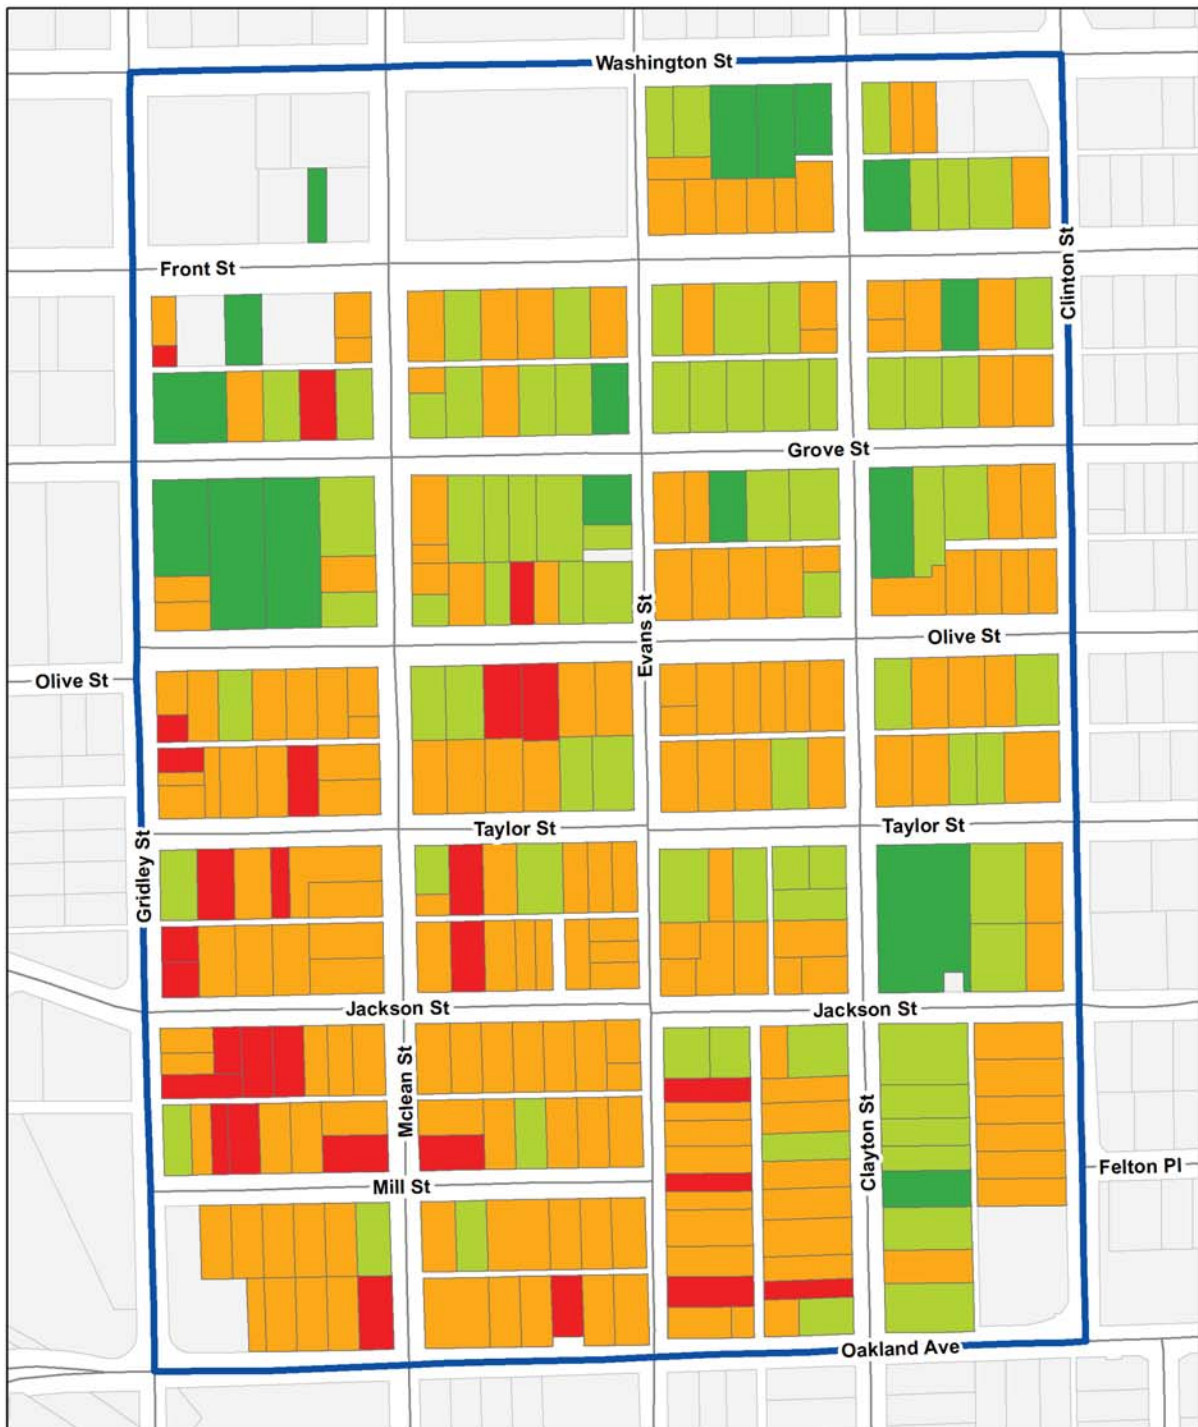 Washington St
Front St
Clinton St
Grove St
Evans St
Olive St
Olive St
Taylor St
Taylor St
Gridley St
Jackson St
Jackson St
Mclean St
Clayton St
Felton Pl
Mill St
Oakland Ave